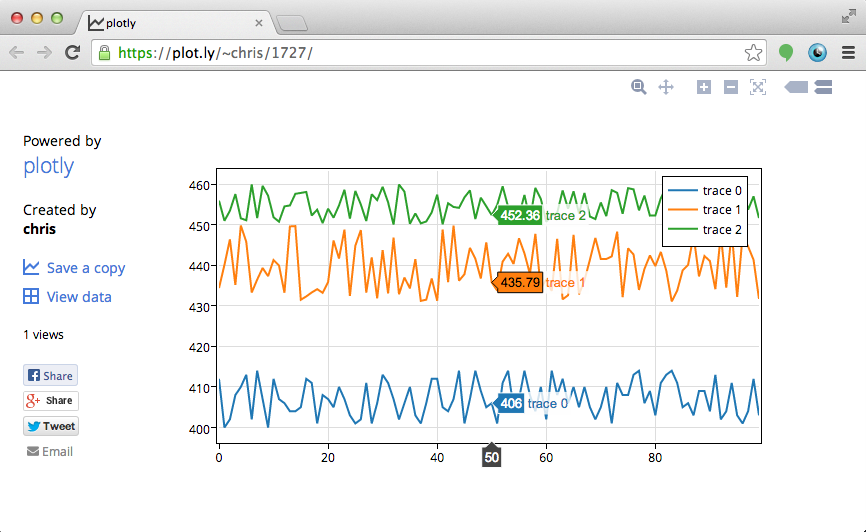 plotly
https://plot.ly/~chris/1727/
Powered by
plotly
Created by
chris
Save a copy
View data
1 views
Share
Share
Tweet
Email
460
450
440
430
420
410
400
0
20
40
50
60
80
452.36 trace 2
435.79 trace 1
406 trace 0
trace 0
trace 1
trace 2